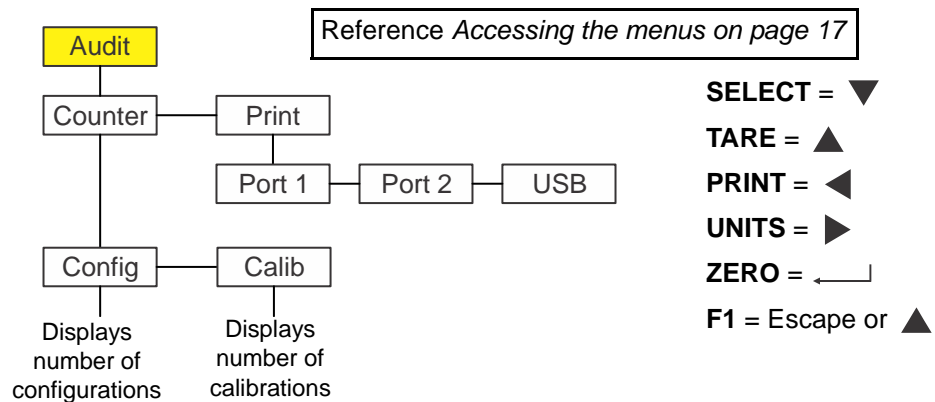 Reference Accessing the menus on page 17
Audit
Counter
Print
Port 1
Port 2
USB
Config
Calib
Displays
number of
configurations
Displays
number of
calibrations
SELECT = ▼
TARE = ▲
PRINT = ◀
UNITS = ▶
ZERO = ↵
F1 = Escape or ▲